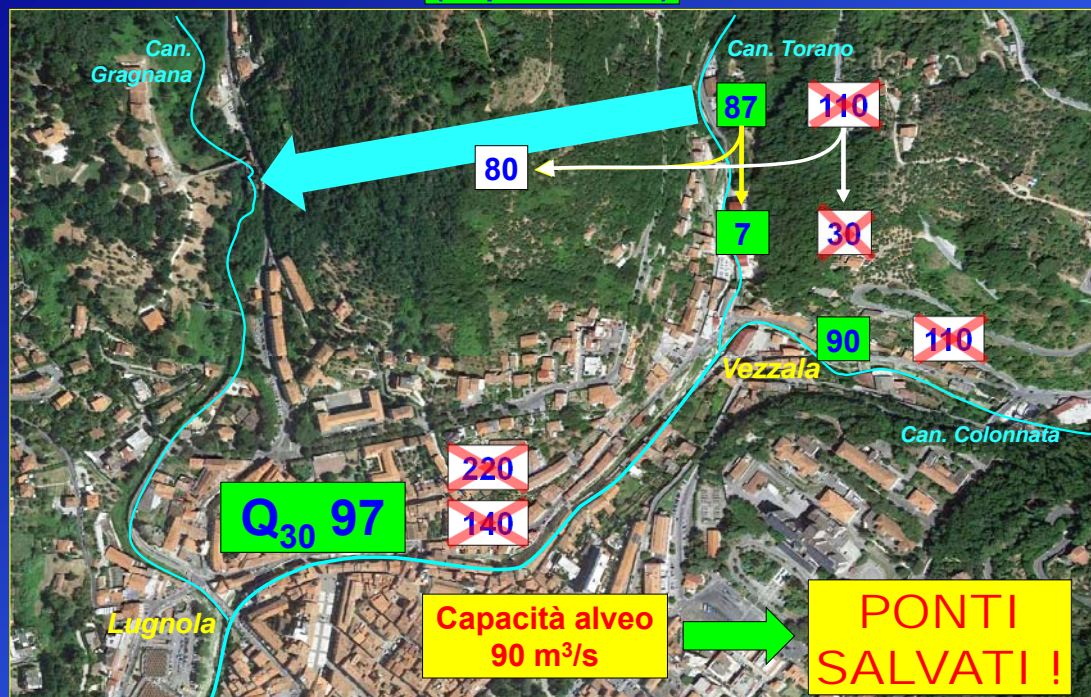 Can.
Gragnana
Can. Torano
87
110
80
7
30
90
110
Vezzala
Can. Colonnata
220
140
Q30 97
Lugnola
Capacità alveo
90 m³/s
PONTI
SALVATI !